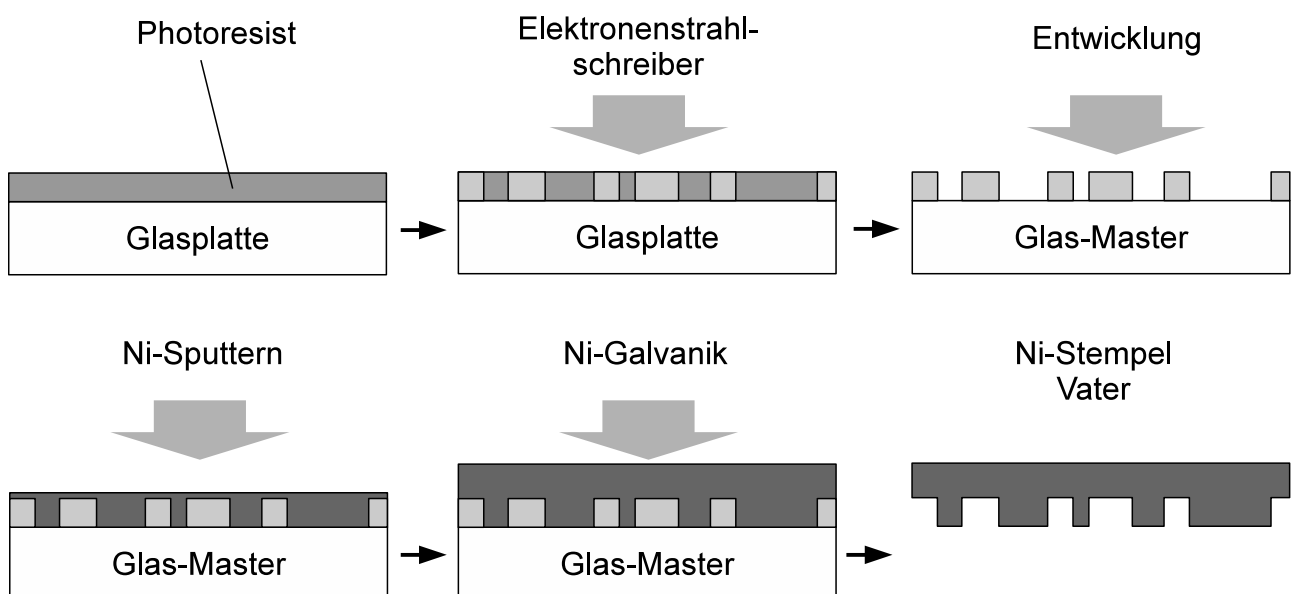 Photoresist
Elektronenstrahl-
schreiber
Entwicklung
Glasplatte
Glasplatte
Glas-Master
Ni-Sputtern
Ni-Galvanik
Ni-Stempel
Vater
Glas-Master
Glas-Master